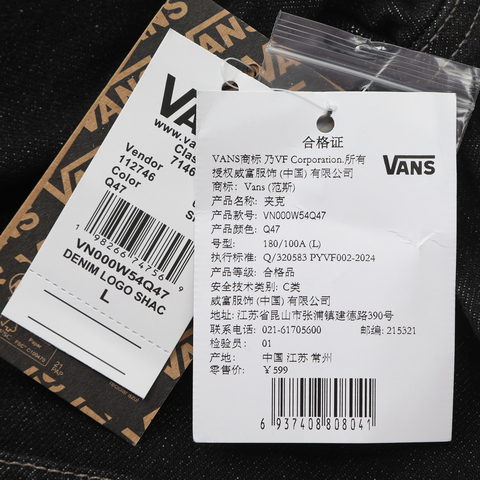 VANS
www.van
Clas
7146
Vendor
112746
Color
Q47
1 98266 74756 9
VN000W54Q47
DENIM LOGO SHAC
L
21
PAP
合格证
VANS商标 乃VF Corporation.所有
授权威富服饰(中国)有限公司
VANS
商标: Vans (范斯)
产品名称: 夹克
产品款号: VN000W54Q47
产品颜色: Q47
号型: 180/100A (L)
执行标准: Q/320583 PYVF002-2024
产品等级: 合格品
安全技术类别: C类
威富服饰(中国)有限公司
地址: 江苏省昆山市张浦镇建德路390号
联系电话: 021-61705600 邮编: 215321
检验员: 01
产地: 中国 江苏 常州
零售价: ￥599
6 937408 808041